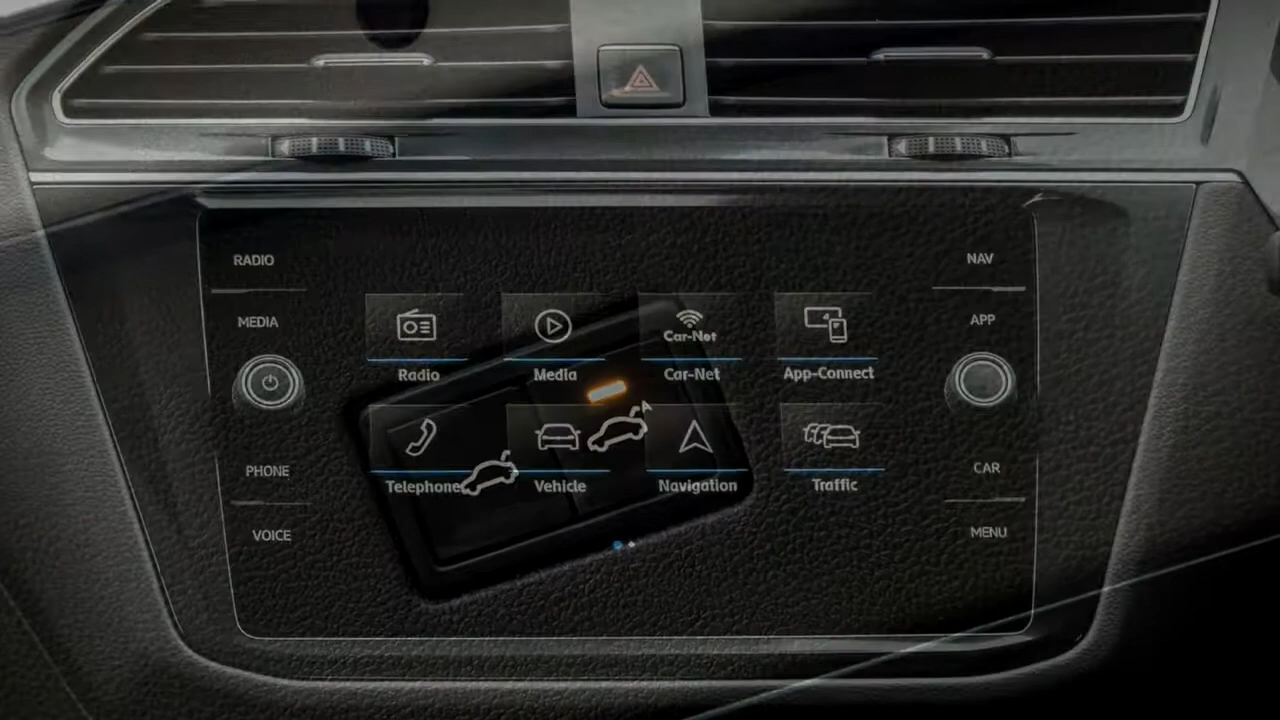 RADIO
NAV
MEDIA
APP
Car-Net
Radio
Media
Car-Net
App-Connect
PHONE
CAR
Telephone
Vehicle
Navigation
Traffic
VOICE
MENU